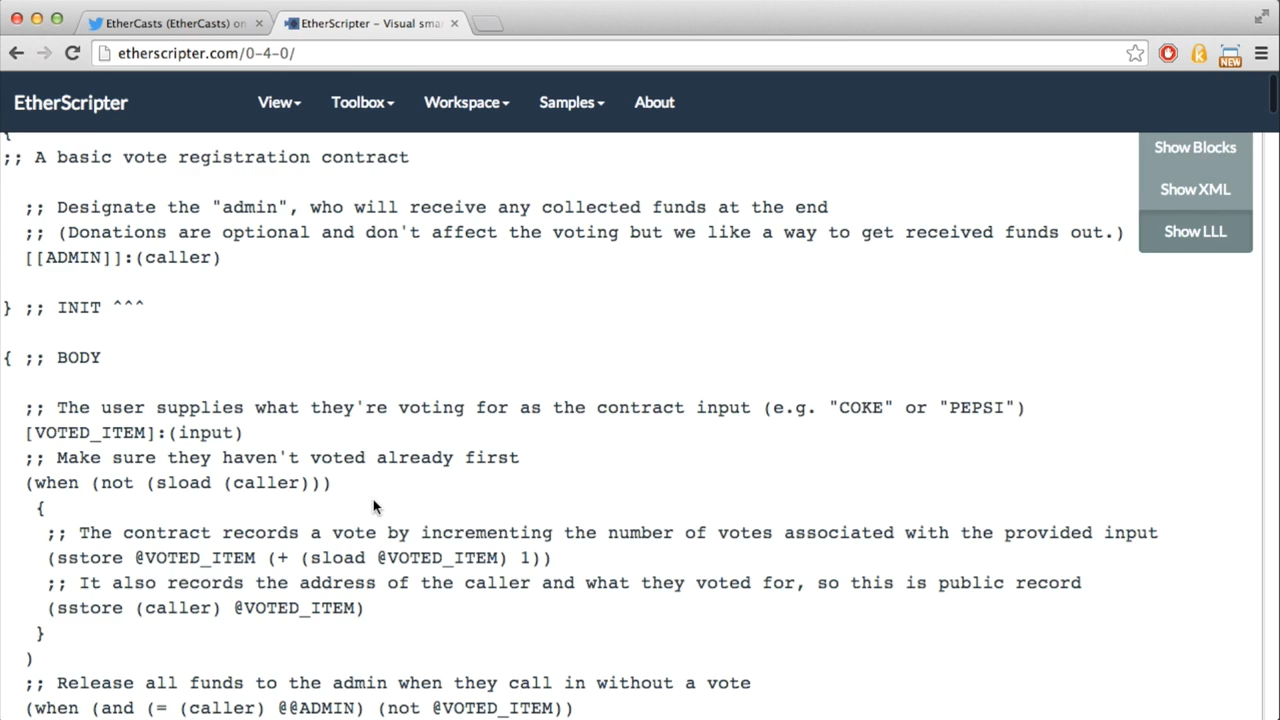 EtherCasts (EtherCasts) on
EtherScripter – Visual sma
etherscripter.com/0-4-0/
NEW
EtherScripter
View
Toolbox
Workspace
Samples
About
Show Blocks
Show XML
Show LLL
{
;; A basic vote registration contract
;; Designate the "admin", who will receive any collected funds at the end
;; (Donations are optional and don't affect the voting but we like a way to get received funds out.)
[[ADMIN]]:(caller)
} ;; INIT ^^^
{ ;; BODY
;; The user supplies what they're voting for as the contract input (e.g. "COKE" or "PEPSI")
[VOTED_ITEM]:(input)
;; Make sure they haven't voted already first
(when (not (sload (caller)))
{
;; The contract records a vote by incrementing the number of votes associated with the provided input
(sstore @VOTED_ITEM (+ (sload @VOTED_ITEM) 1))
;; It also records the address of the caller and what they voted for, so this is public record
(sstore (caller) @VOTED_ITEM)
}
)
;; Release all funds to the admin when they call in without a vote
(when (and (= (caller) @@ADMIN) (not @VOTED_ITEM))